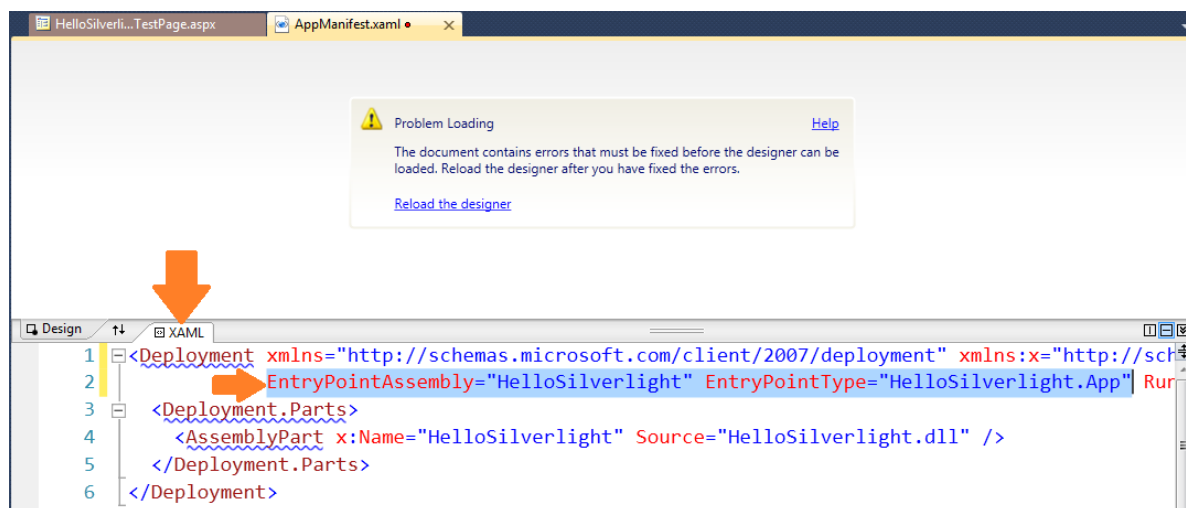 HelloSilverli...TestPage.aspx AppManifest.xaml
Problem Loading Help
The document contains errors that must be fixed before the designer can be
loaded. Reload the designer after you have fixed the errors.
Reload the designer
Design XAML
1 <Deployment xmlns="http://schemas.microsoft.com/client/2007/deployment" xmlns:x="http://sch
2 EntryPointAssembly="HelloSilverlight" EntryPointType="HelloSilverlight.App" Rur
3 <Deployment.Parts>
4 <AssemblyPart x:Name="HelloSilverlight" Source="HelloSilverlight.dll" />
5 </Deployment.Parts>
6 </Deployment>